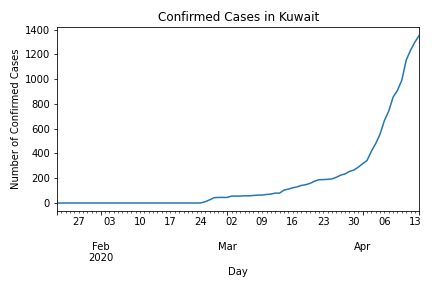 Confirmed Cases in Kuwait
1400
1200
1000
800
600
400
200
0
Number of Confirmed Cases
27 03 10 17 24 02 09 16 23 30 06 13
Feb Mar Apr
2020
Day